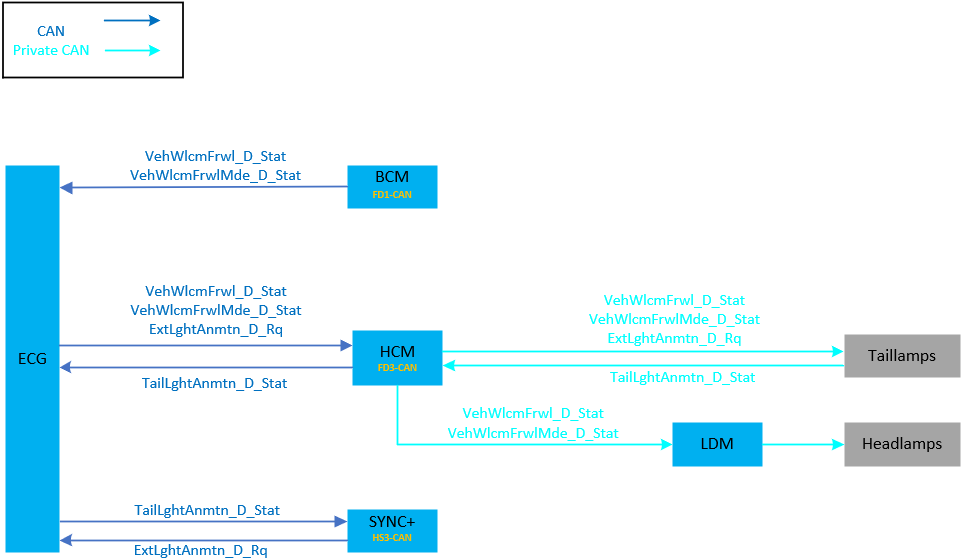 CAN
Private CAN
VehWlcmFrwl_D_Stat
VehWlcmFrwlMde_D_Stat
BCM
FD1-CAN
VehWlcmFrwl_D_Stat
VehWlcmFrwlMde_D_Stat
ExtLghtAnmtn_D_Rq
VehWlcmFrwl_D_Stat
VehWlcmFrwlMde_D_Stat
ExtLghtAnmtn_D_Rq
ECG
HCM
FD3-CAN
Taillamps
TailLghtAnmtn_D_Stat
TailLghtAnmtn_D_Stat
VehWlcmFrwl_D_Stat
VehWlcmFrwlMde_D_Stat
LDM
Headlamps
TailLghtAnmtn_D_Stat
SYNC+
HS3-CAN
ExtLghtAnmtn_D_Rq